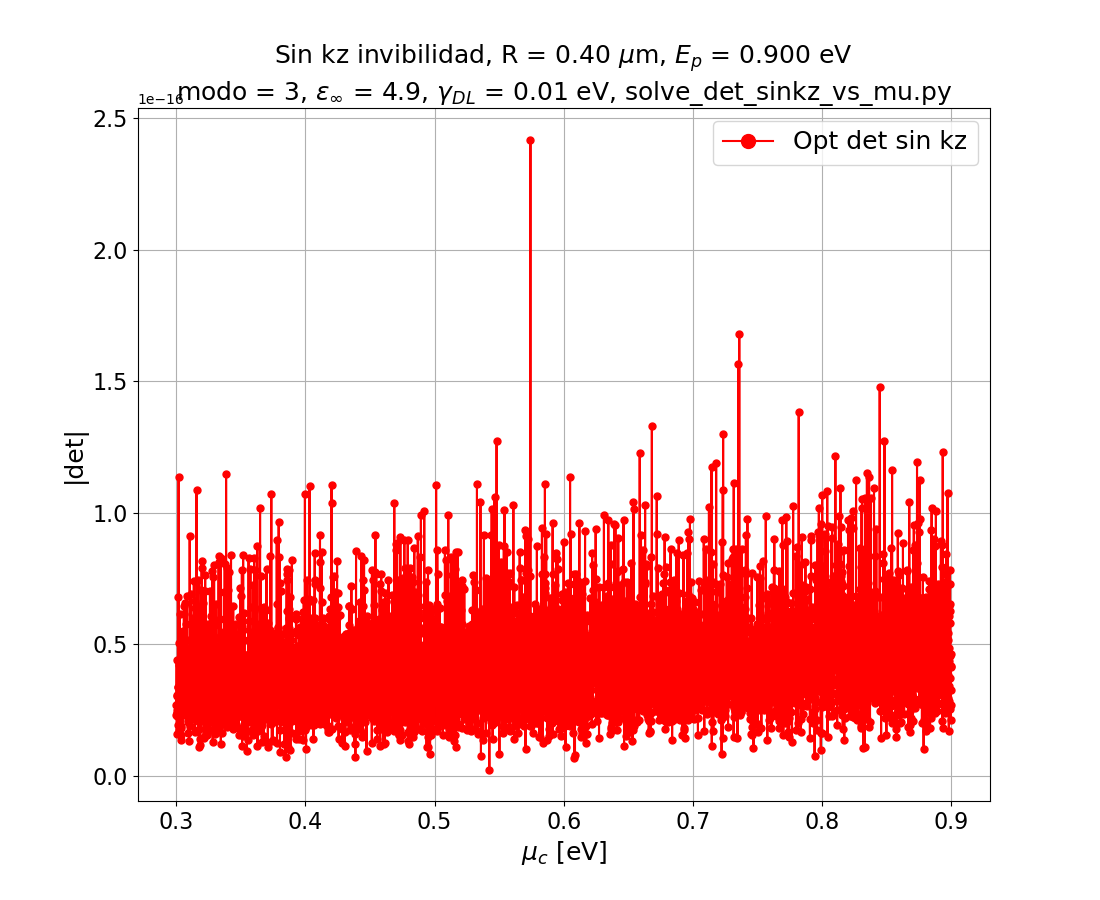 Sin kz invibilidad, R = 0.40 μm, E_p = 0.900 eV
modo = 3, ε_∞ = 4.9, γ_DL = 0.01 eV, solve_det_sinkz_vs_mu.py
1e−16
Opt det sin kz
2.5
2.0
1.5
1.0
0.5
0.0
|det|
0.3 0.4 0.5 0.6 0.7 0.8 0.9
μ_c [eV]